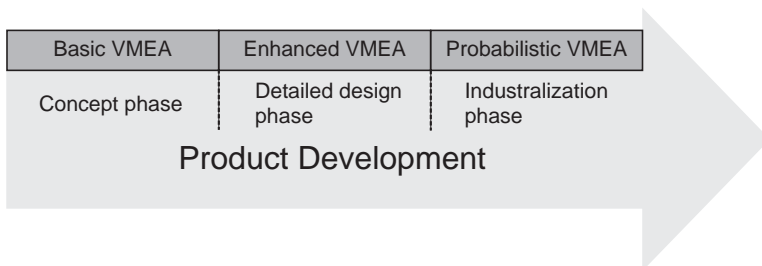 Basic VMEA
Enhanced VMEA
Probabilistic VMEA
Concept phase
Detailed design
phase
Industralization
phase
Product Development